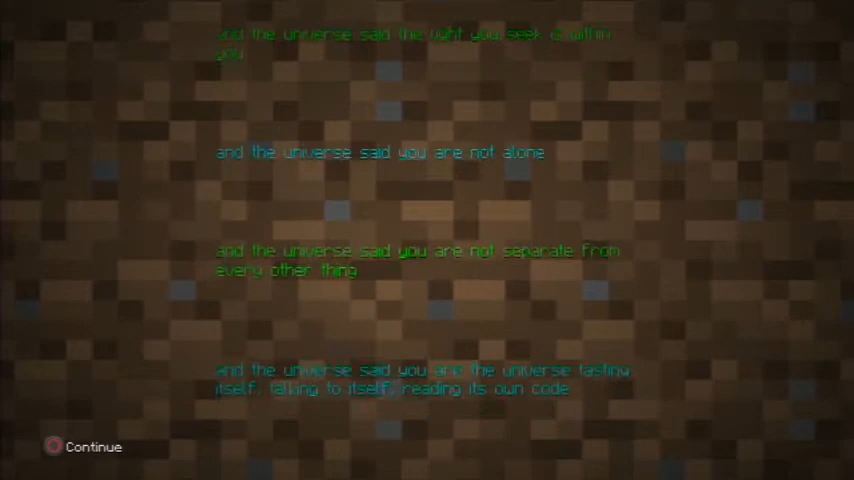 and the universe said the light you seek is within
you
and the universe said you are not alone
and the universe said you are not separate from
every other thing
and the universe said you are the universe tasting
itself, talking to itself, reading its own code
Continue